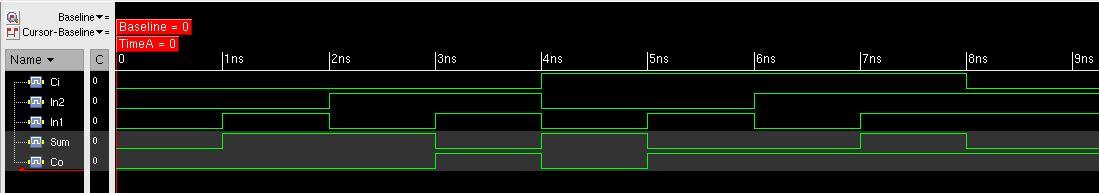 Baseline ▼=
Baseline = 0
Cursor-Baseline ▼=
TimeA = 0
Name ▼ C 0 1ns 2ns 3ns 4ns 5ns 6ns 7ns 8ns 9ns
Ci 0
In2 0
In1 0
Sum 0
Co 0